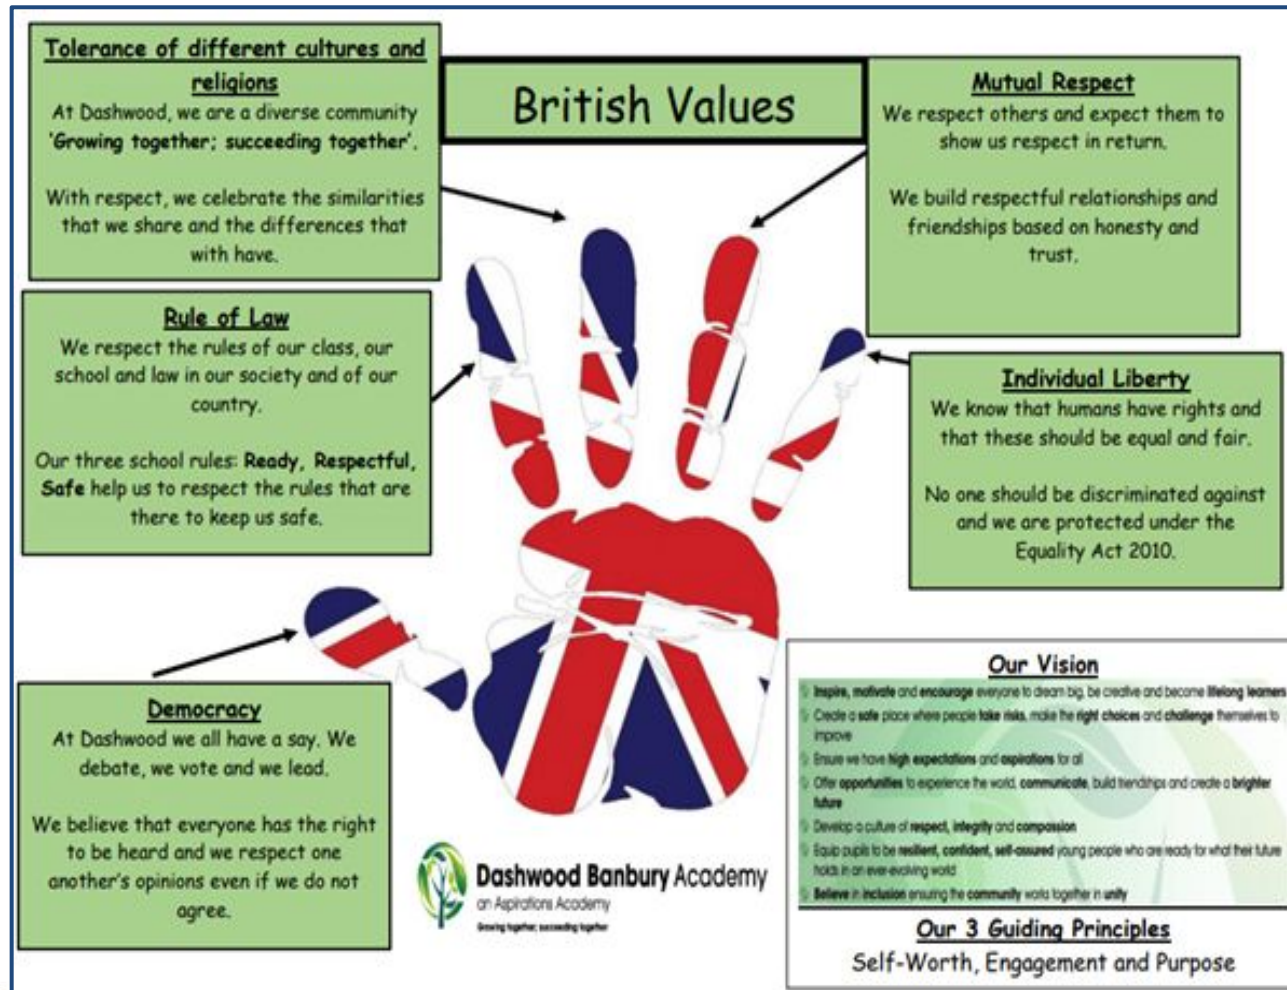 British Values
Tolerance of different cultures and
religions
At Dashwood, we are a diverse community
'Growing together; succeeding together'.
With respect, we celebrate the similarities
that we share and the differences that
with have.
Mutual Respect
We respect others and expect them to
show us respect in return.
We build respectful relationships and
friendships based on honesty and
trust.
Rule of Law
We respect the rules of our class, our
school and law in our society and of our
country.
Our three school rules: Ready, Respectful,
Safe help us to respect the rules that are
there to keep us safe.
Individual Liberty
We know that humans have rights and
that these should be equal and fair.
No one should be discriminated against
and we are protected under the
Equality Act 2010.
Democracy
At Dashwood we all have a say. We
debate, we vote and we lead.
We believe that everyone has the right
to be heard and we respect one
another's opinions even if we do not
agree.
Dashwood Banbury Academy
an Aspirations Academy
Growing together; succeeding together
Our Vision
Inspire, motivate and encourage everyone to dream big, be creative and become lifelong learners
Create a safe place where people take risks, make the right choices and challenge themselves to
improve
Ensure we have high expectations and aspirations for all
Offer opportunities to experience the world, communicate, build friendships and create a brighter
future
Develop a culture of respect, integrity and compassion
Equip pupils to be resilient, confident, self-assured young people who are ready for what their future
holds in an ever-evolving world
Believe in inclusion ensuring the community works together in unity
Our 3 Guiding Principles
Self-Worth, Engagement and Purpose